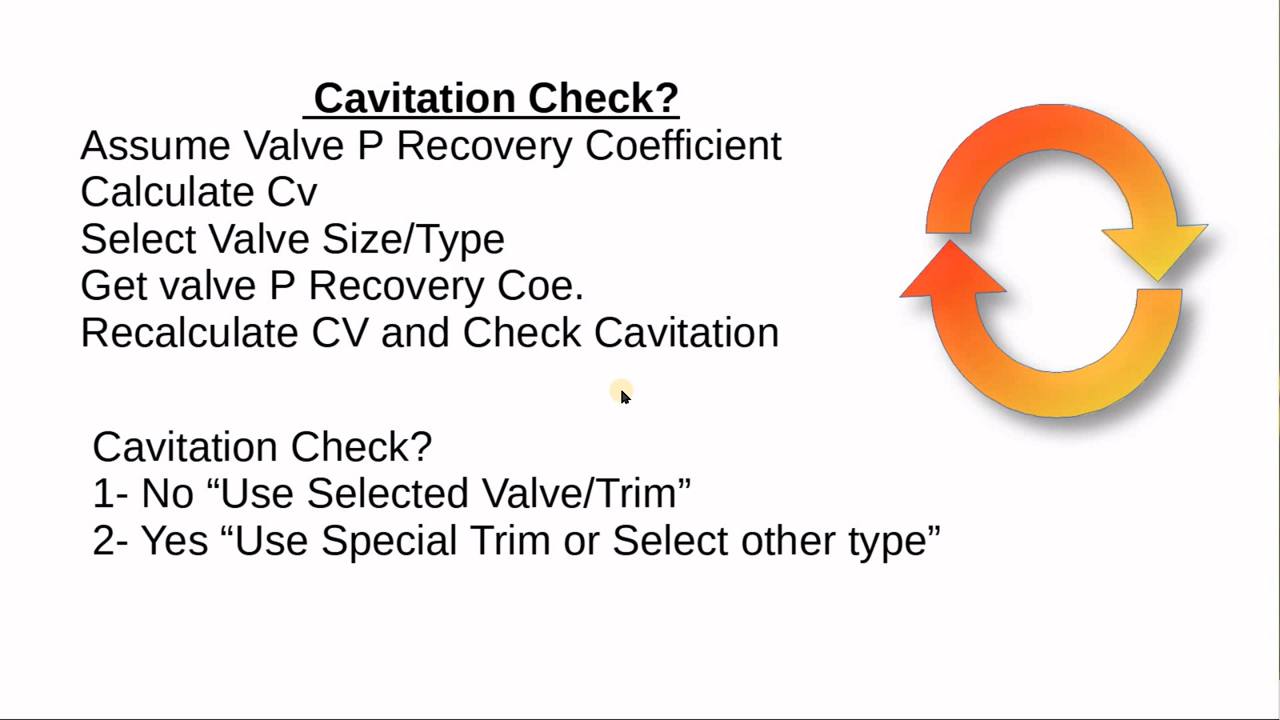 Cavitation Check?
Assume Valve P Recovery Coefficient
Calculate Cv
Select Valve Size/Type
Get valve P Recovery Coe.
Recalculate CV and Check Cavitation
Cavitation Check?
1- No “Use Selected Valve/Trim”
2- Yes “Use Special Trim or Select other type”